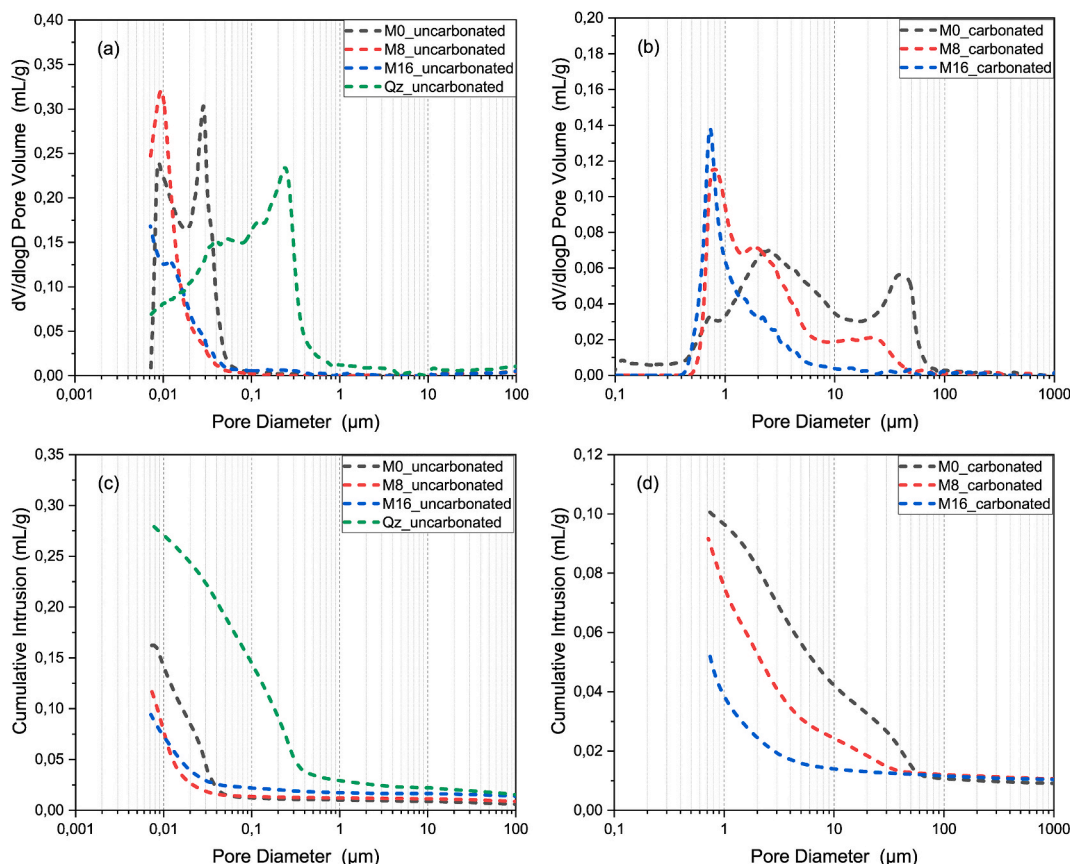 (a)
M0_uncarbonated
M8_uncarbonated
M16_uncarbonated
Qz_uncarbonated
dV/dlogD Pore Volume (mL/g)
0,40
0,35
0,30
0,25
0,20
0,15
0,10
0,05
0,00
0,001
0,01
0,1
1
10
100
Pore Diameter (µm)
(b)
M0_carbonated
M8_carbonated
M16_carbonated
dV/dlogD Pore Volume (mL/g)
0,20
0,18
0,16
0,14
0,12
0,10
0,08
0,06
0,04
0,02
0,00
0,1
1
10
100
1000
Pore Diameter (µm)
(c)
M0_uncarbonated
M8_uncarbonated
M16_uncarbonated
Qz_uncarbonated
Cumulative Intrusion (mL/g)
0,35
0,30
0,25
0,20
0,15
0,10
0,05
0,00
0,001
0,01
0,1
1
10
100
Pore Diameter (µm)
(d)
M0_carbonated
M8_carbonated
M16_carbonated
Cumulative Intrusion (mL/g)
0,12
0,10
0,08
0,06
0,04
0,02
0,00
0,1
1
10
100
1000
Pore Diameter (µm)